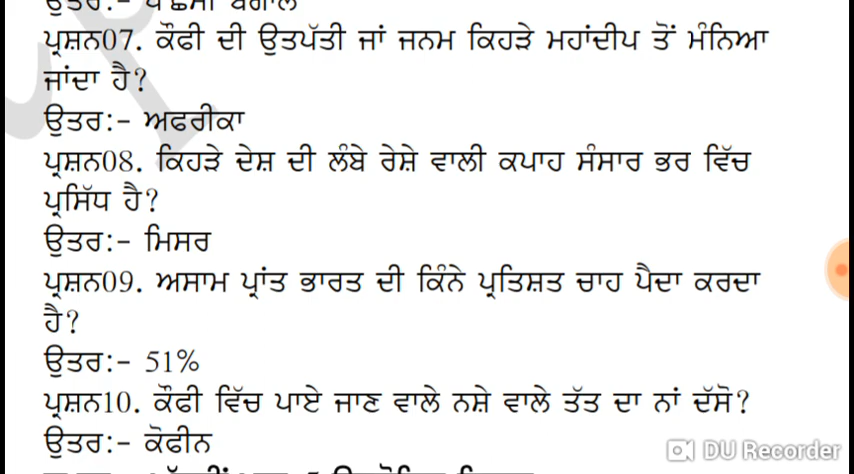 ਪ੍ਰਸ਼ਨ07. ਕੌਫੀ ਦੀ ਉਤਪੱਤੀ ਜਾਂ ਜਨਮ ਕਿਹੜੇ ਮਹਾਂਦੀਪ ਤੋਂ ਮੰਨਿਆ
ਜਾਂਦਾ ਹੈ?
ਉਤਰ:- ਅਫਰੀਕਾ
ਪ੍ਰਸ਼ਨ08. ਕਿਹੜੇ ਦੇਸ਼ ਦੀ ਲੰਬੇ ਰੇਸ਼ੇ ਵਾਲੀ ਕਪਾਹ ਸੰਸਾਰ ਭਰ ਵਿੱਚ
ਪ੍ਰਸਿੱਧ ਹੈ?
ਉਤਰ:- ਮਿਸਰ
ਪ੍ਰਸ਼ਨ09. ਅਸਾਮ ਪ੍ਰਾਂਤ ਭਾਰਤ ਦੀ ਕਿੰਨੇ ਪ੍ਰਤਿਸ਼ਤ ਚਾਹ ਪੈਦਾ ਕਰਦਾ
ਹੈ?
ਉਤਰ:- 51%
ਪ੍ਰਸ਼ਨ10. ਕੌਫੀ ਵਿੱਚ ਪਾਏ ਜਾਣ ਵਾਲੇ ਨਸ਼ੇ ਵਾਲੇ ਤੱਤ ਦਾ ਨਾਂ ਦੱਸੋ?
ਉਤਰ:- ਕੋਫੀਨ
DU Recorder